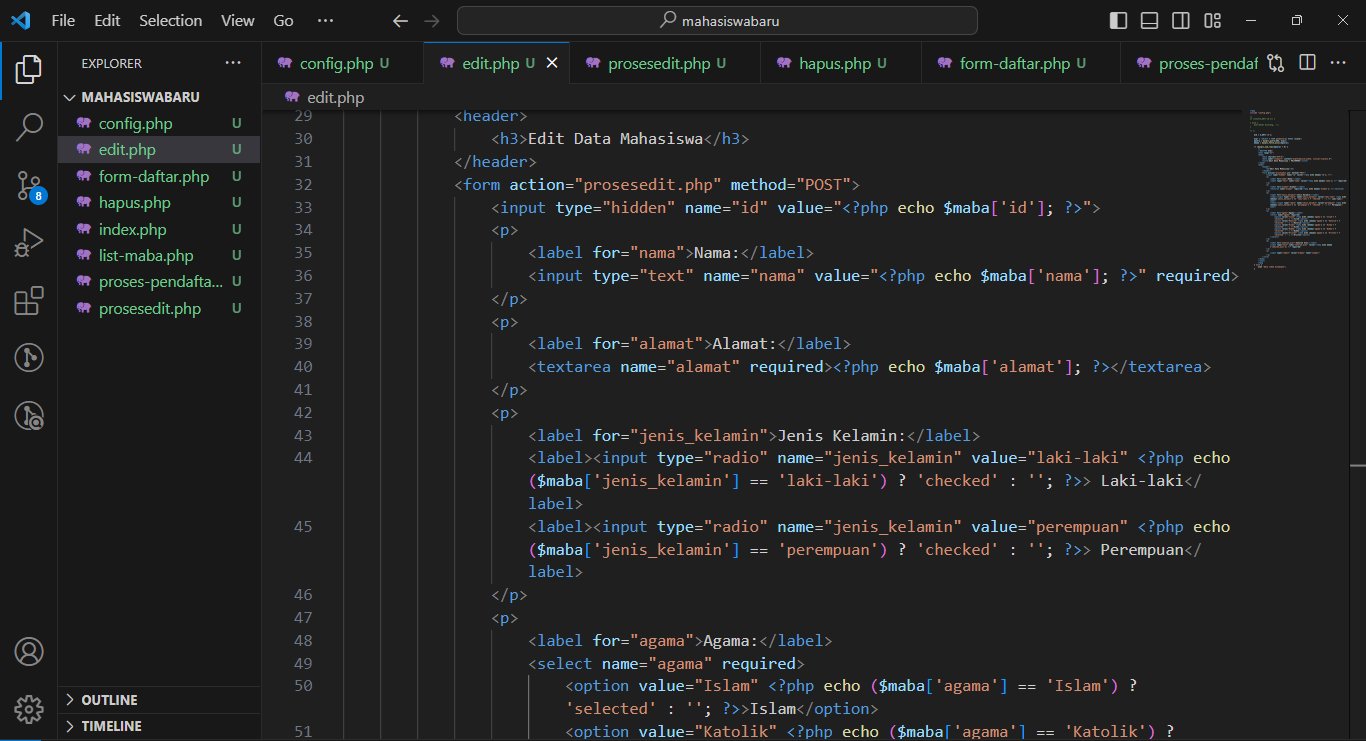 File Edit Selection View Go ··· mahasiswabaru
EXPLORER ···
MAHASISWABARU
config.php U
edit.php U
form-daftar.php U
hapus.php U
index.php U
list-maba.php U
proses-pendafta... U
prosesedit.php U
8
OUTLINE
TIMELINE
config.php U edit.php U prosesedit.php U hapus.php U form-daftar.php U proses-pendaf
edit.php
29 <header>
30 <h3>Edit Data Mahasiswa</h3>
31 </header>
32 <form action="prosesedit.php" method="POST">
33 <input type="hidden" name="id" value="<?php echo $maba['id']; ?>">
34 <p>
35 <label for="nama">Nama:</label>
36 <input type="text" name="nama" value="<?php echo $maba['nama']; ?>" required>
37 </p>
38 <p>
39 <label for="alamat">Alamat:</label>
40 <textarea name="alamat" required><?php echo $maba['alamat']; ?></textarea>
41 </p>
42 <p>
43 <label for="jenis_kelamin">Jenis Kelamin:</label>
44 <label><input type="radio" name="jenis_kelamin" value="laki-laki" <?php echo
($maba['jenis_kelamin'] == 'laki-laki') ? 'checked' : ''; ?>> Laki-laki</
label>
45 <label><input type="radio" name="jenis_kelamin" value="perempuan" <?php echo
($maba['jenis_kelamin'] == 'perempuan') ? 'checked' : ''; ?>> Perempuan</
label>
46 </p>
47 <p>
48 <label for="agama">Agama:</label>
49 <select name="agama" required>
50 <option value="Islam" <?php echo ($maba['agama'] == 'Islam') ?
'selected' : ''; ?>>Islam</option>
51 <option value="Katolik" <?php echo ($maba['agama'] == 'Katolik') ?